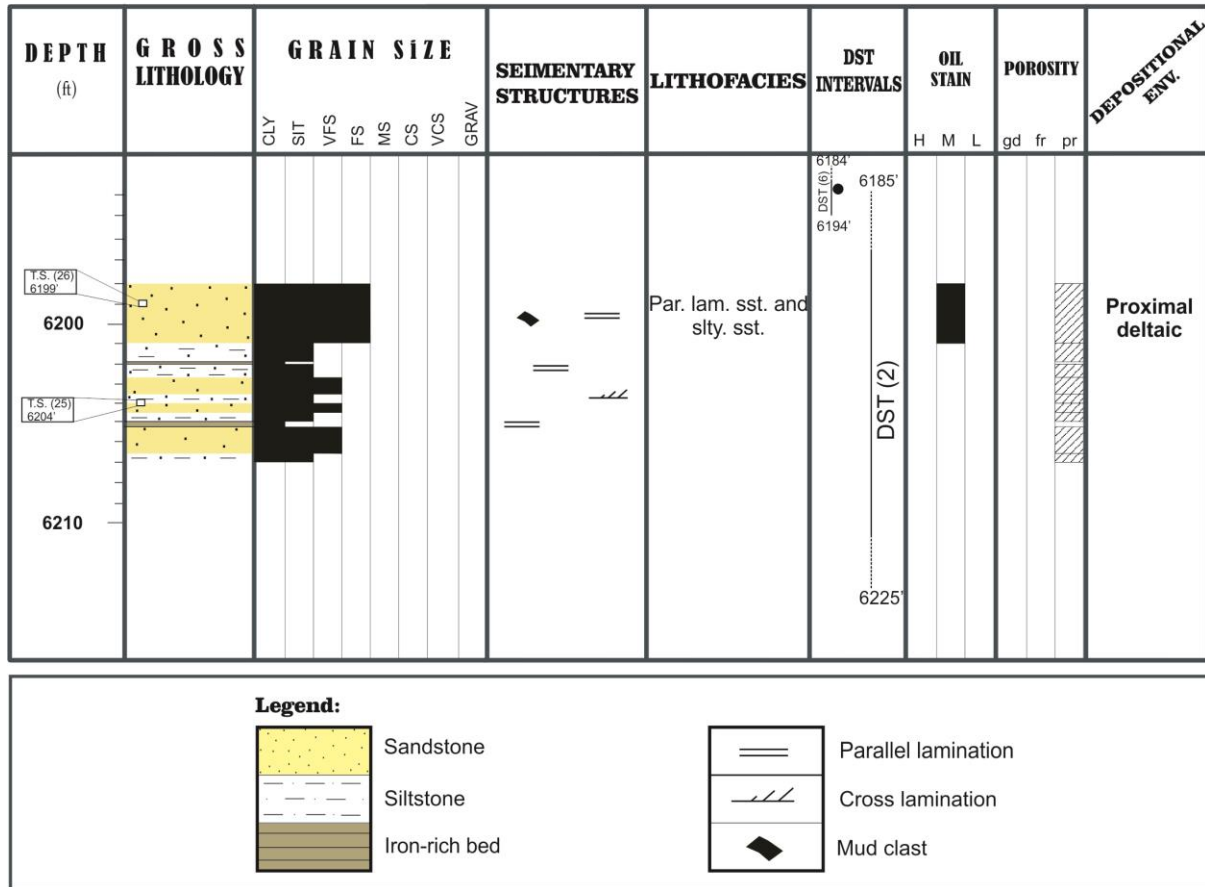 DEPTH
(ft)
GROSS
LITHOLOGY
GRAIN SiZE
CLY
SIT
VFS
FS
MS
CS
VCS
GRAV
SEIMENTARY
STRUCTURES
LITHOFACIES
DST
INTERVALS
OIL
STAIN
H M L
POROSITY
gd fr pr
DEPOSITIONAL
ENV.
6184'
DST (6)
6194'
6185'
DST (2)
6225'
T.S. (26)
6199'
6200
T.S. (25)
6204'
6210
Par. lam. sst. and
slty. sst.
Proximal
deltaic
Legend:
Sandstone
Siltstone
Iron-rich bed
Parallel lamination
Cross lamination
Mud clast